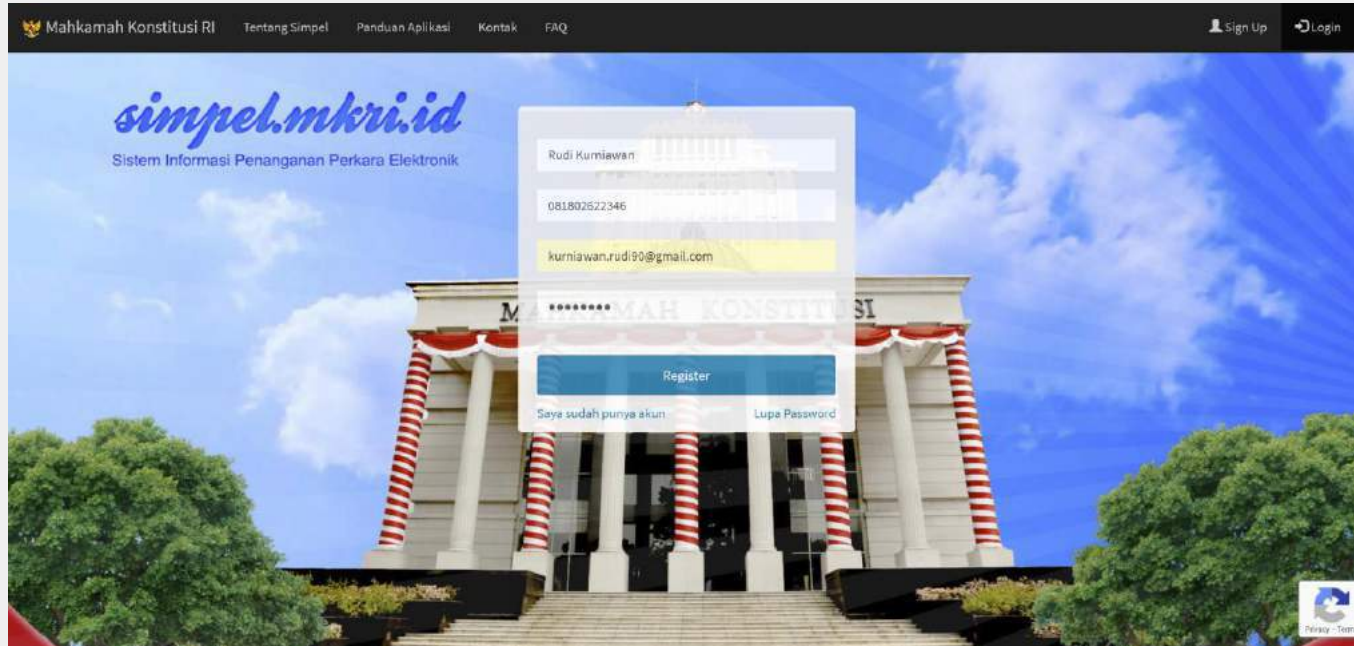 Mahkamah Konstitusi RI Tentang Simpel Panduan Aplikasi Kontak FAQ Sign Up Login
simpel.mkri.id
Sistem Informasi Penanganan Perkara Elektronik
Rudi Kurniawan
081802622346
kurniawan.rudi90@gmail.com
••••••••
MAHKAMAH KONSTITUSI
Register
Saya sudah punya akun Lupa Password
Privacy - Term